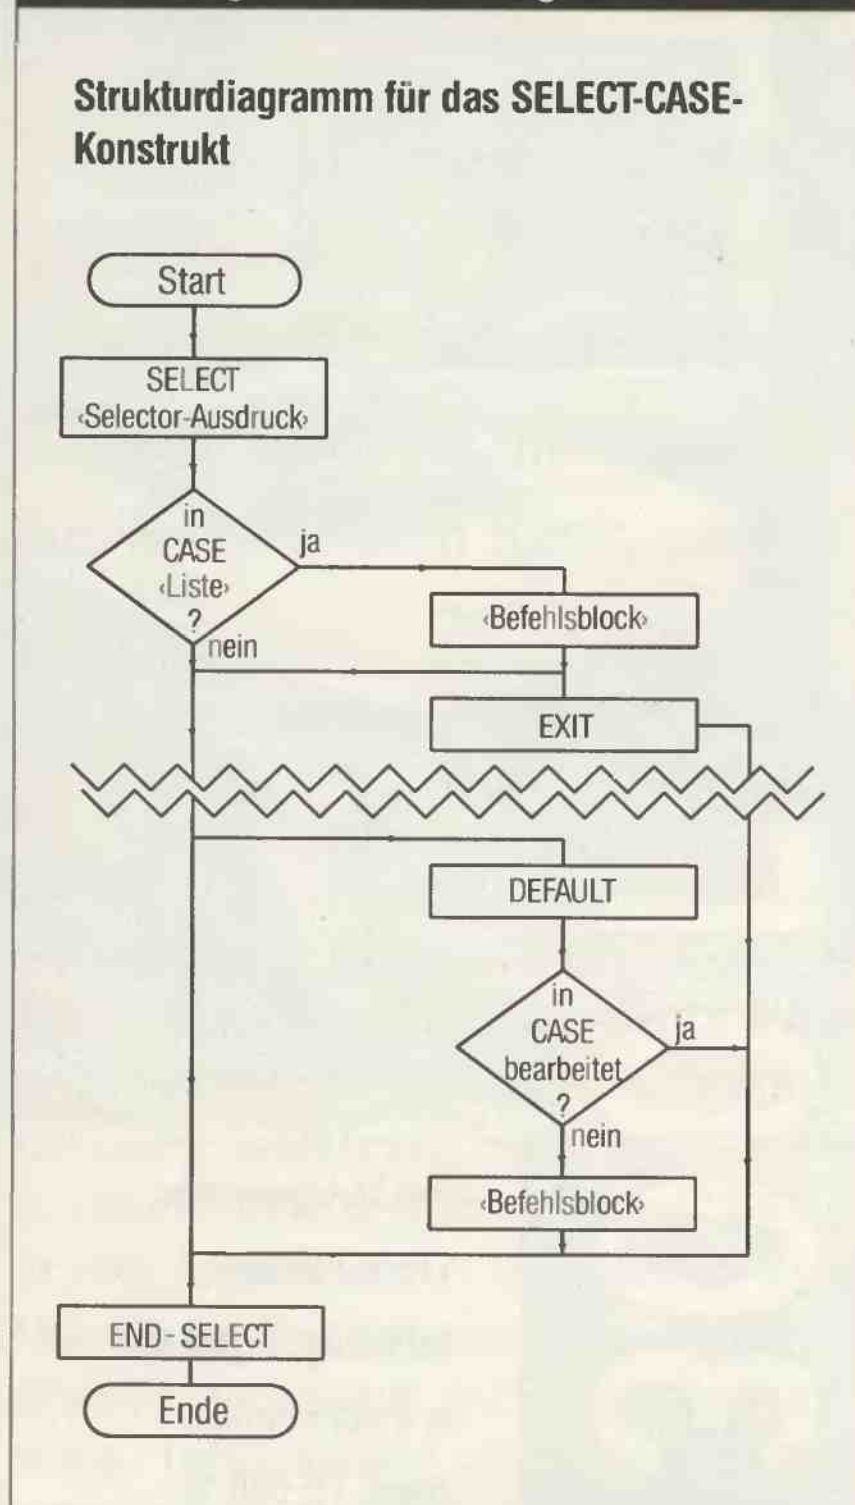 Strukturdiagramm für das SELECT-CASE-
Konstrukt
Start
SELECT
‹Selector-Ausdruck›
in
CASE
‹Liste›
?
ja
nein
‹Befehlsblock›
EXIT
DEFAULT
in
CASE
bearbeitet
?
ja
nein
‹Befehlsblock›
END-SELECT
Ende